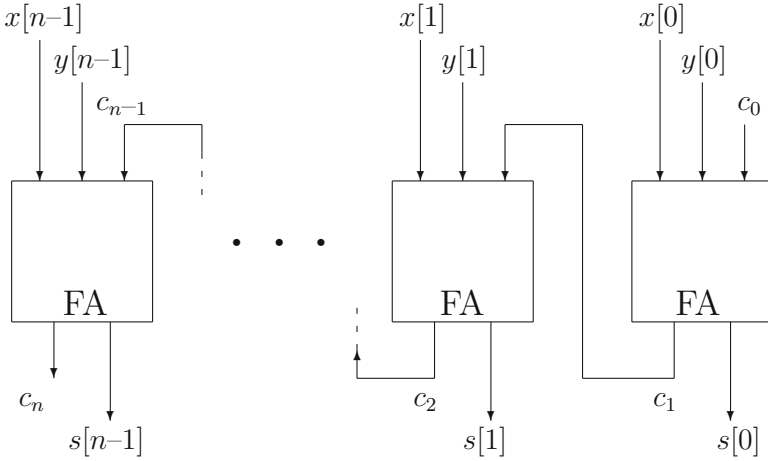 x[n–1] x[1] x[0]
y[n–1] y[1] y[0]
c_{n–1} c_0
FA FA FA
c_n c_2 c_1
s[n–1] s[1] s[0]